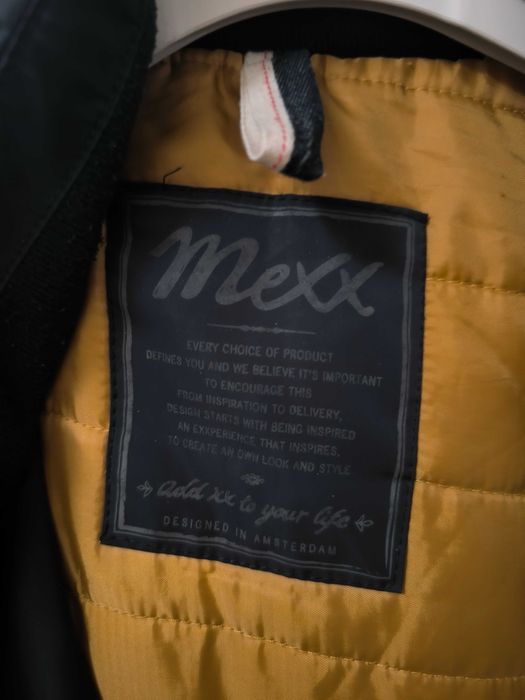 Mexx
EVERY CHOICE OF PRODUCT
DEFINES YOU AND WE BELIEVE IT'S IMPORTANT
TO ENCOURAGE THIS
FROM INSPIRATION TO DELIVERY,
DESIGN STARTS WITH BEING INSPIRED
AN EXKPERIENCE THAT INSPIRES,
TO CREATE AN OWN LOOK AND STYLE
Add xx to your life
DESIGNED IN AMSTERDAM